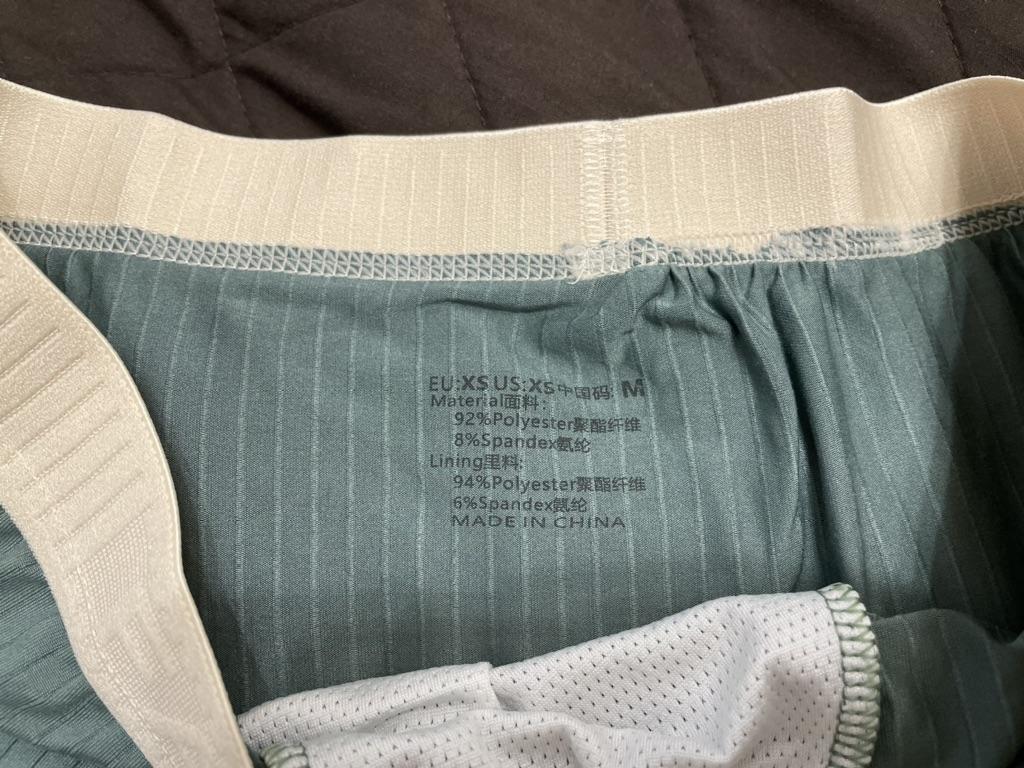 EU:XS US:XS 中国码: M
Material面料:
92%Polyester聚酯纤维
8%Spandex氨纶
Lining里料:
94%Polyester聚酯纤维
6%Spandex氨纶
MADE IN CHINA